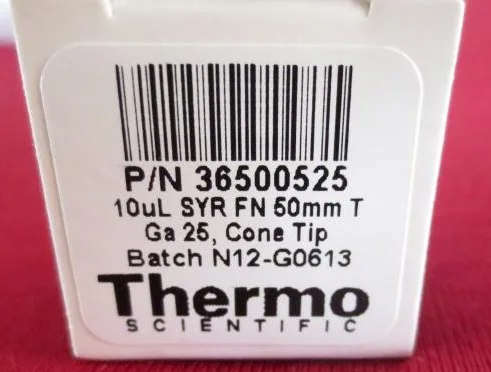 P/N 36500525
10uL SYR FN 50mm T
Ga 25, Cone Tip
Batch N12-G0613
Thermo
SCIENTIFIC